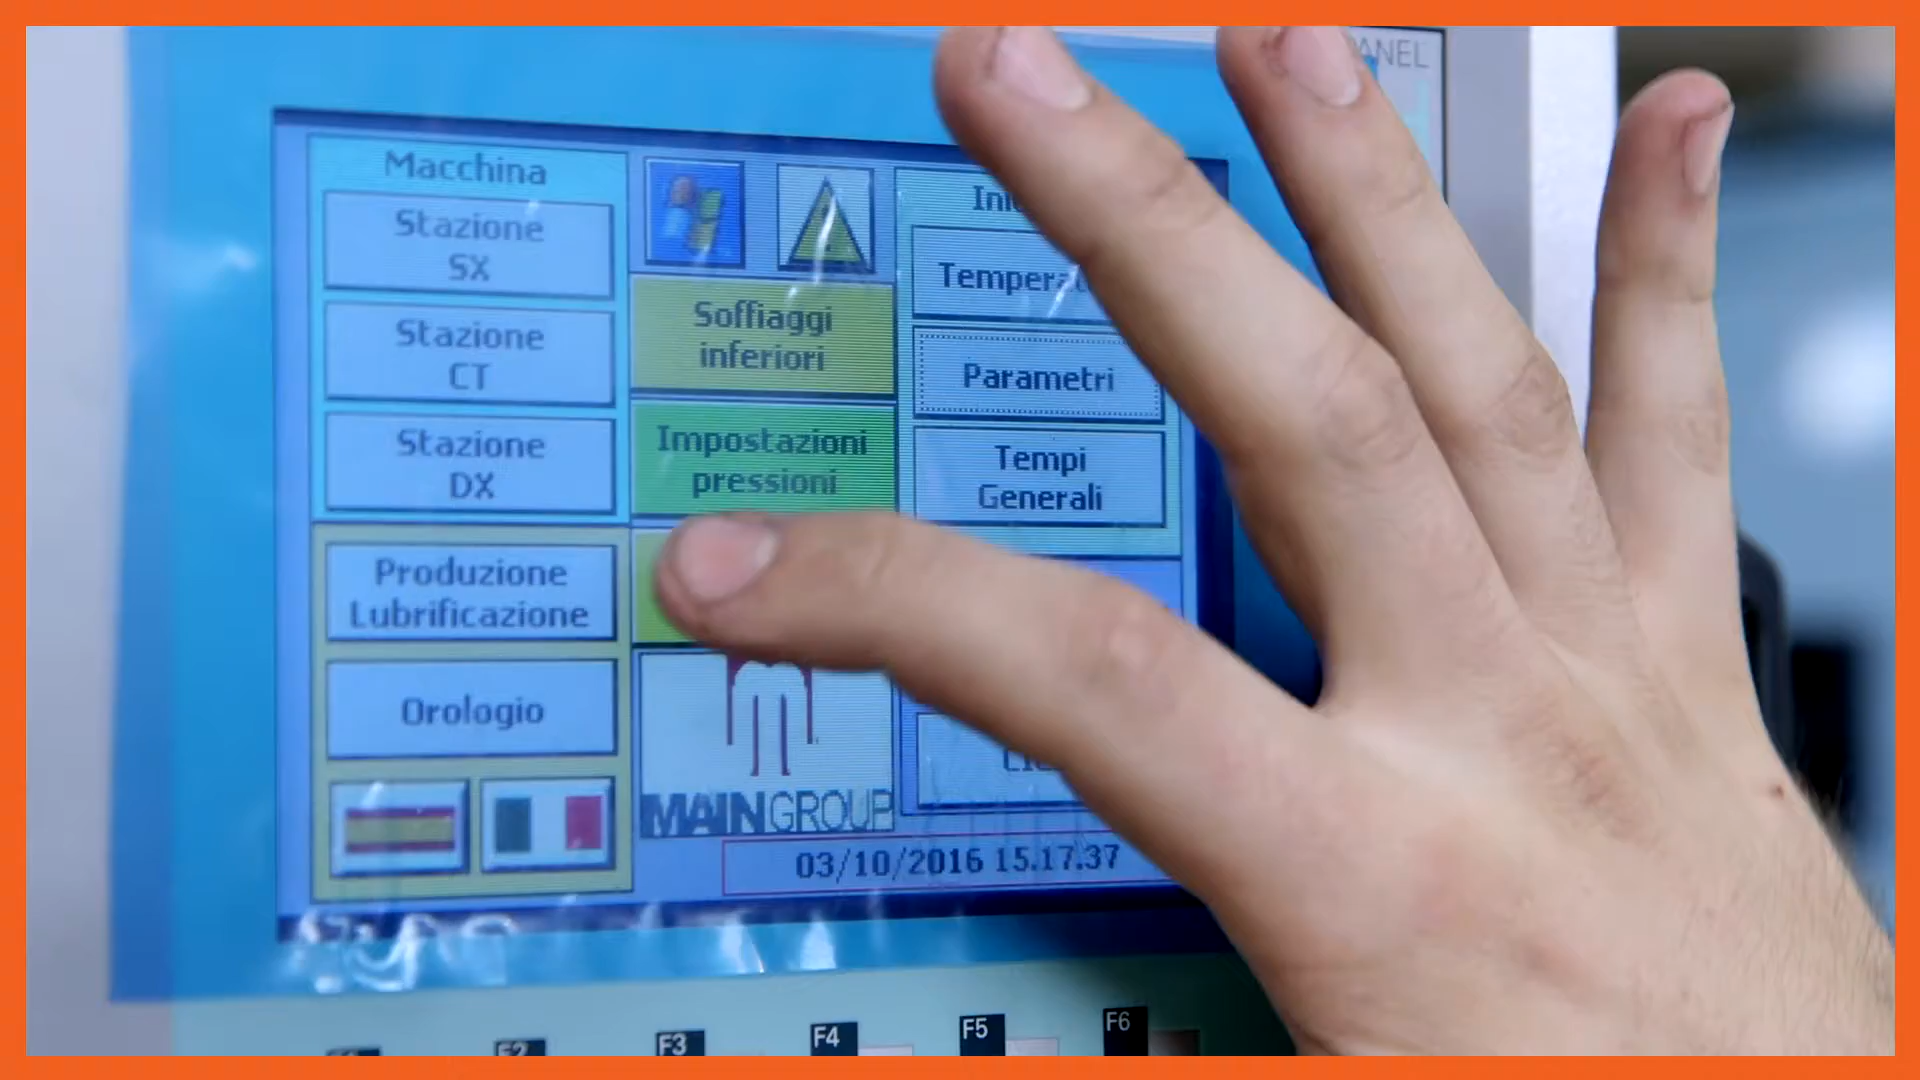 Macchina
Stazione
SX
Stazione
CT
Stazione
DX
Produzione
Lubrificazione
Orologio
Soffiaggi
inferiori
Impostazioni
pressioni
MAINGROUP
Parametri
Tempi
Generali
03/10/2016 15.17.37
F2
F3
F4
F5
F6